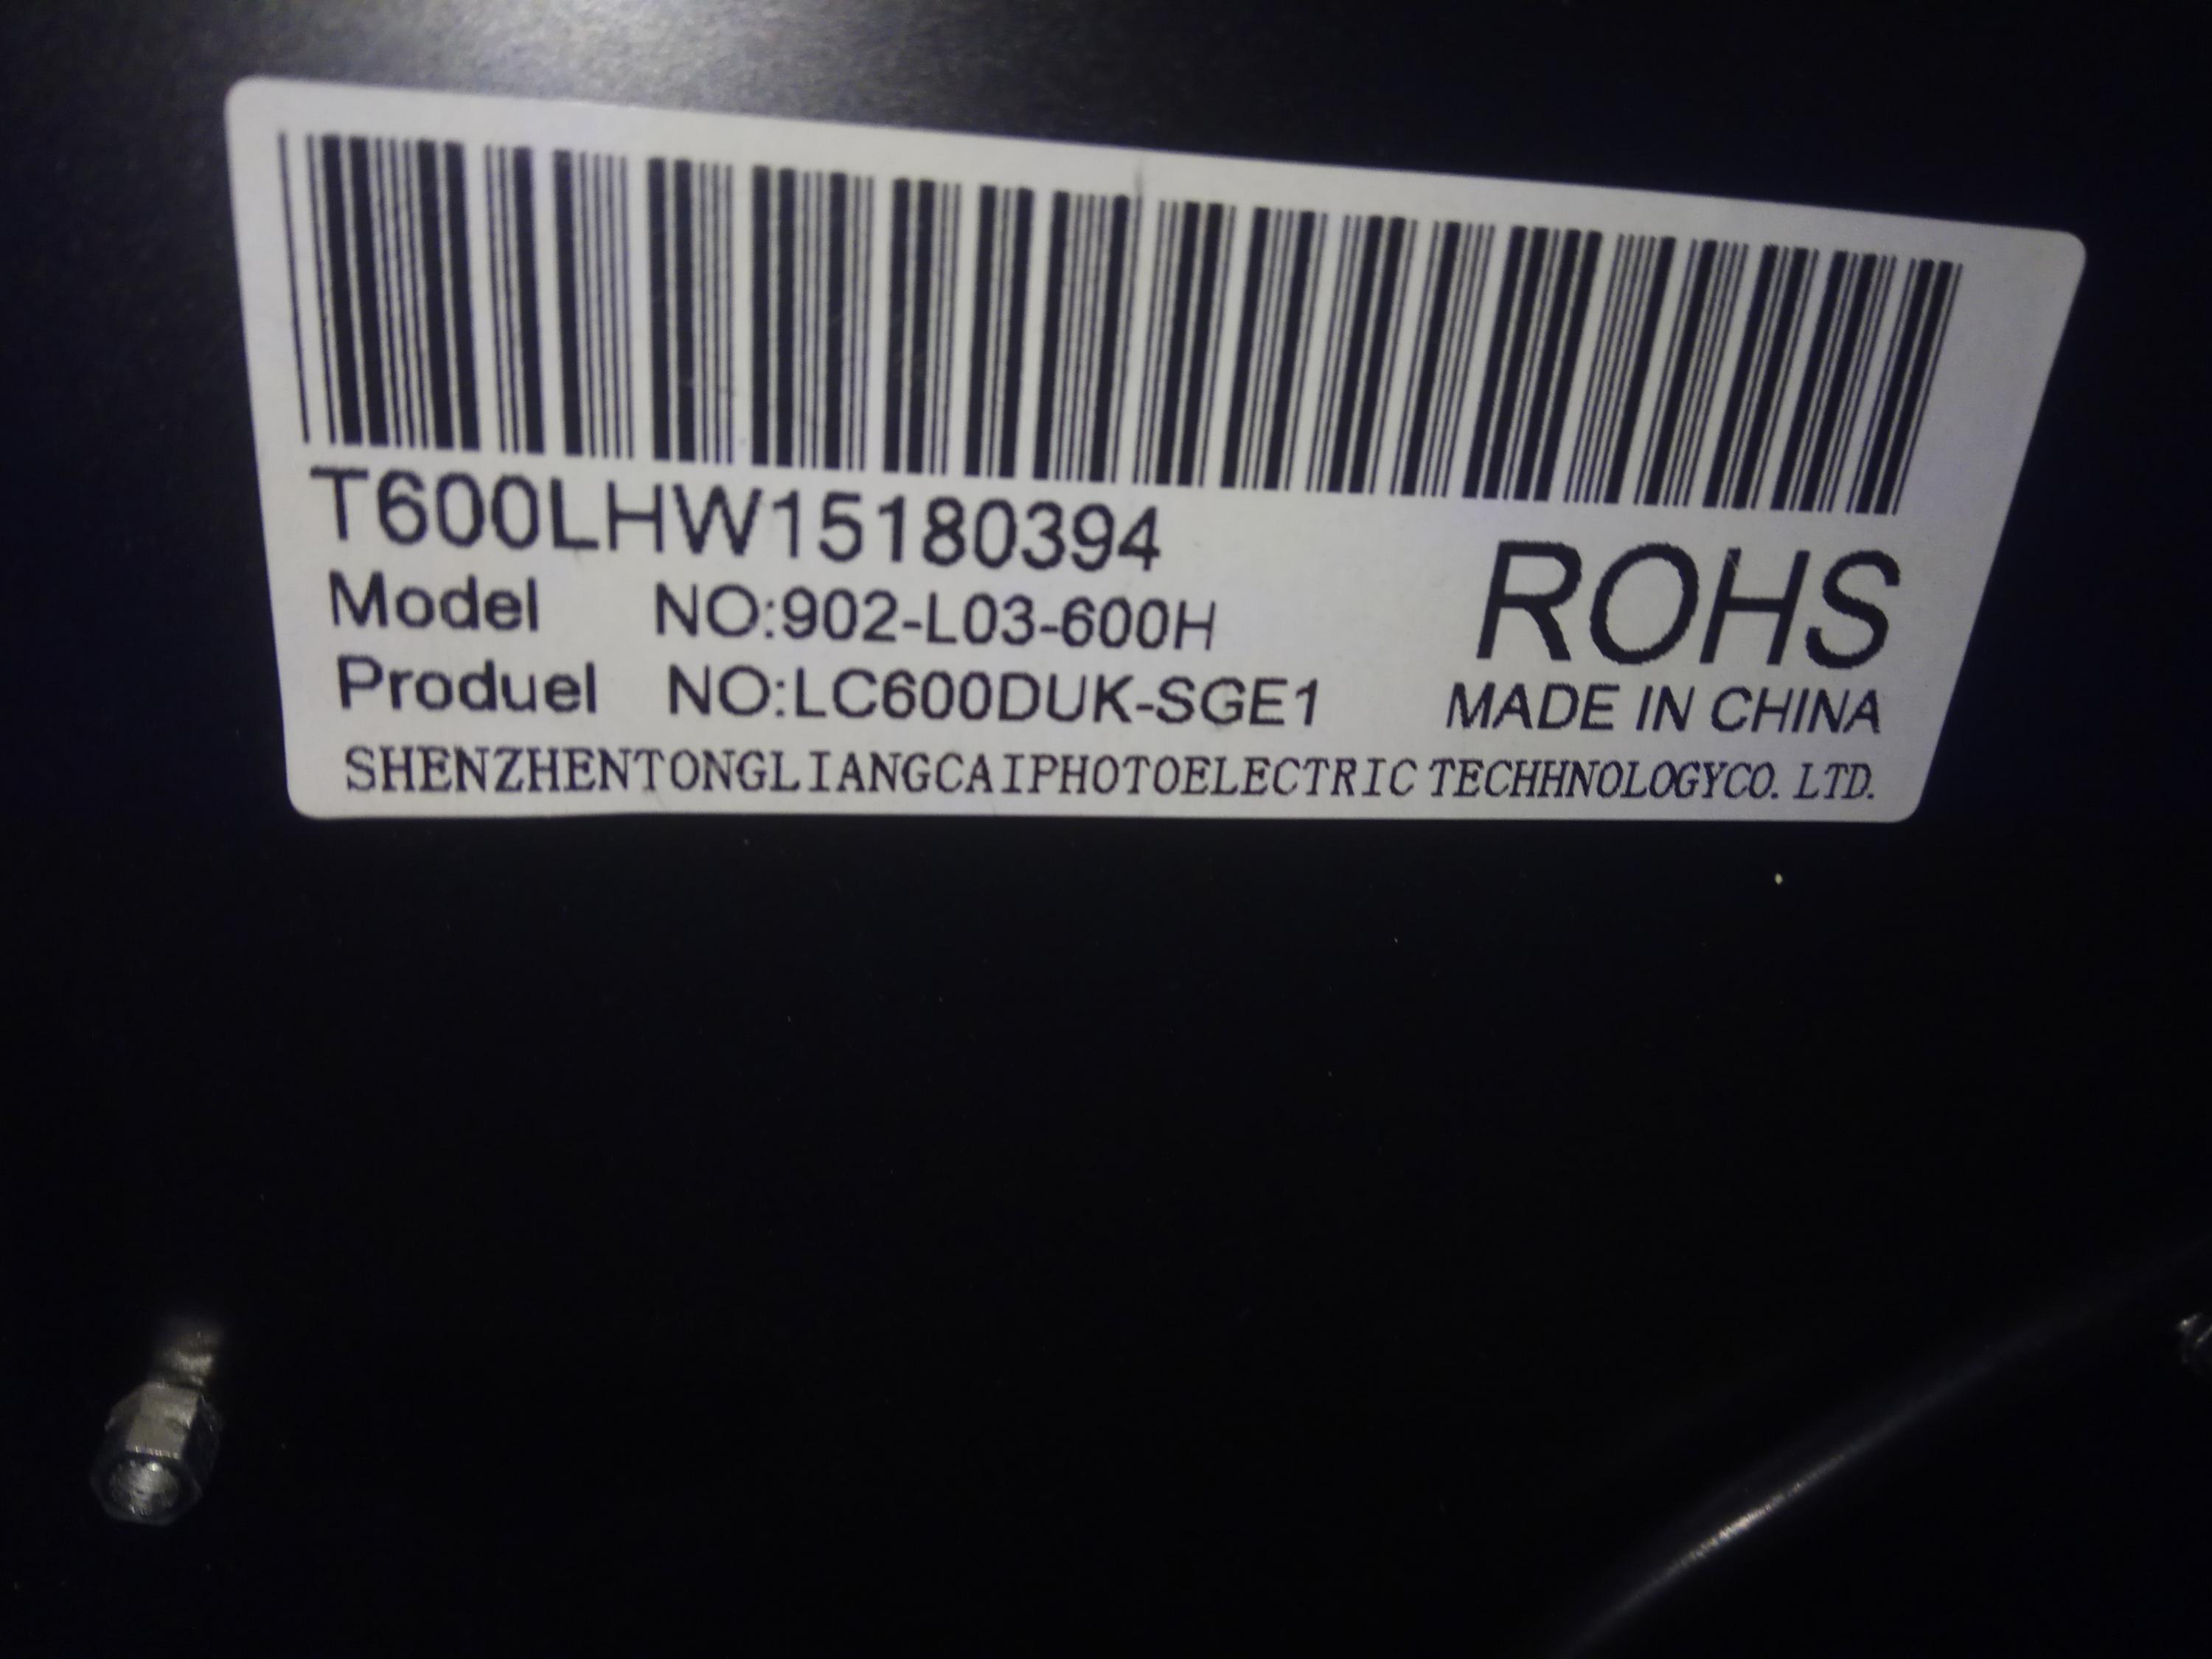 T600LHW15180394
Model NO:902-L03-600H
Produel NO:LC600DUK-SGE1
ROHS
MADE IN CHINA
SHENZHENTONGLIANGCAIPHOTOELECTRIC TECHHNOLOGYCO. LTD.